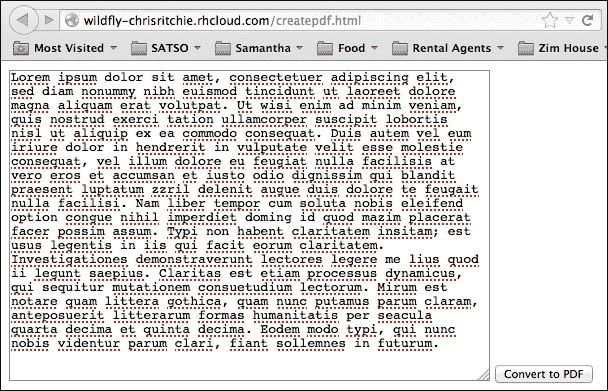 wildfly-chrisritchie.rhcloud.com/createpdf.html
Most Visited SATSO Samantha Food Rental Agents Zim House
Lorem ipsum dolor sit amet, consectetuer adipiscing elit,
sed diam nonummy nibh euismod tincidunt ut laoreet dolore
magna aliquam erat volutpat. Ut wisi enim ad minim veniam,
quis nostrud exerci tation ullamcorper suscipit lobortis
nisl ut aliquip ex ea commodo consequat. Duis autem vel eum
iriure dolor in hendrerit in vulputate velit esse molestie
consequat, vel illum dolore eu feugiat nulla facilisis at
vero eros et accumsan et iusto odio dignissim qui blandit
praesent luptatum zzril delenit augue duis dolore te feugait
nulla facilisi. Nam liber tempor cum soluta nobis eleifend
option congue nihil imperdiet doming id quod mazim placerat
facer possim assum. Typi non habent claritatem insitam; est
usus legentis in iis qui facit eorum claritatem.
Investigationes demonstraverunt lectores legere me lius quod
ii legunt saepius. Claritas est etiam processus dynamicus,
qui sequitur mutationem consuetudium lectorum. Mirum est
notare quam littera gothica, quam nunc putamus parum claram,
anteposuerit litterarum formas humanitatis per seacula
quarta decima et quinta decima. Eodem modo typi, qui nunc
nobis videntur parum clari, fiant sollemnes in futurum.
Convert to PDF